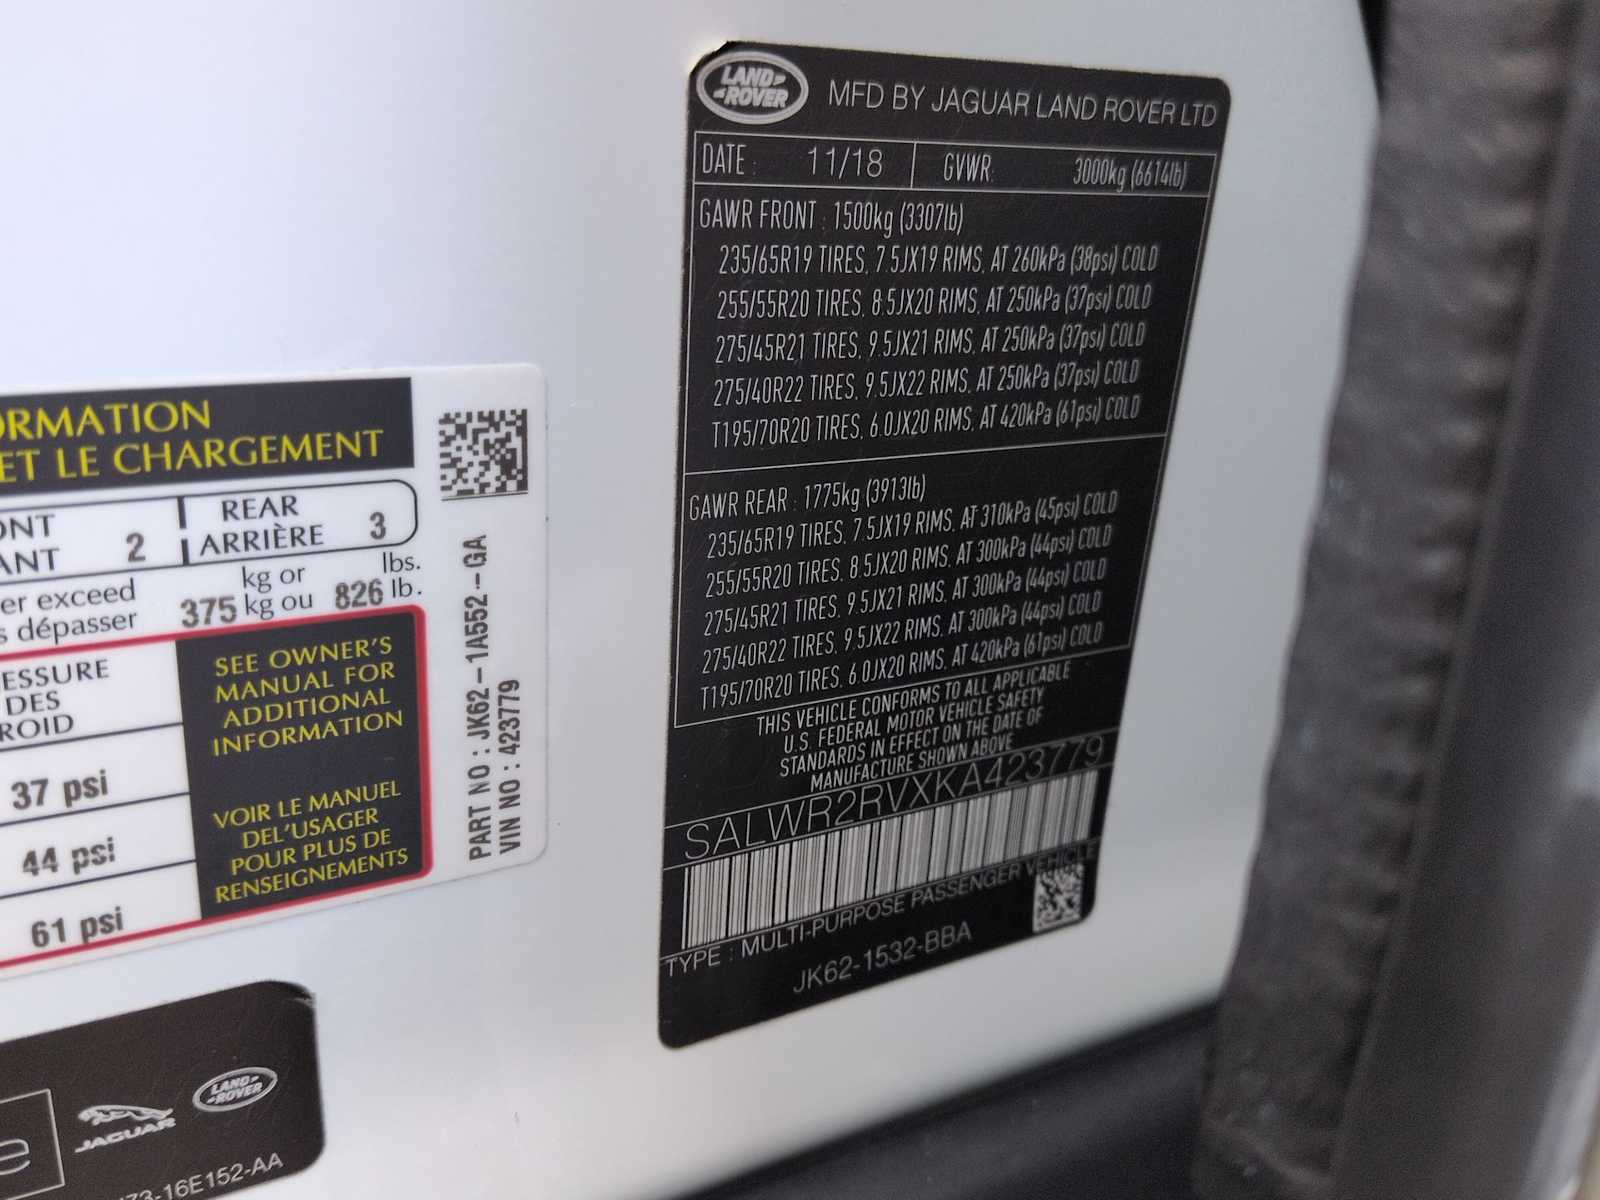 LAND-
-ROVER
MFD BY JAGUAR LAND ROVER LTD
DATE : 11/18 GVWR: 3000kg (6614lb)
GAWR FRONT : 1500kg (3307lb)
235/65R19 TIRES, 7.5JX19 RIMS, AT 260kPa (38psi) COLD
255/55R20 TIRES, 8.5JX20 RIMS, AT 250kPa (37psi) COLD
275/45R21 TIRES, 9.5JX21 RIMS, AT 250kPa (37psi) COLD
275/40R22 TIRES, 9.5JX22 RIMS, AT 250kPa (37psi) COLD
T195/70R20 TIRES, 6.0JX20 RIMS, AT 420kPa (61psi) COLD
GAWR REAR : 1775kg (3913lb)
235/65R19 TIRES, 7.5JX19 RIMS, AT 310kPa (45psi) COLD
255/55R20 TIRES, 8.5JX20 RIMS, AT 300kPa (44psi) COLD
275/45R21 TIRES, 9.5JX21 RIMS, AT 300kPa (44psi) COLD
275/40R22 TIRES, 9.5JX22 RIMS, AT 300kPa (44psi) COLD
T195/70R20 TIRES, 6.0JX20 RIMS, AT 420kPa (61psi) COLD
THIS VEHICLE CONFORMS TO ALL APPLICABLE
U.S. FEDERAL MOTOR VEHICLE SAFETY
STANDARDS IN EFFECT ON THE DATE OF
MANUFACTURE SHOWN ABOVE
SALWR2RVXKA423779
TYPE : MULTI-PURPOSE PASSENGER VEHICLE
JK62-1532-BBA
ORMATION
ET LE CHARGEMENT
ONT
ANT 2
REAR
ARRIÈRE 3
er exceed
s dépasser
375
kg or
kg ou
826
lbs.
lb.
ESSURE
DES
ROID
37 psi
44 psi
61 psi
SEE OWNER'S
MANUAL FOR
ADDITIONAL
INFORMATION
VOIR LE MANUEL
DEL'USAGER
POUR PLUS DE
RENSEIGNEMENTS
PART NO : JK62-1A552--GA
VIN NO : 423779
e
JAGUAR
LAND-
-ROVER
73-16E152-AA